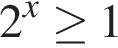 2^x ≥ 1